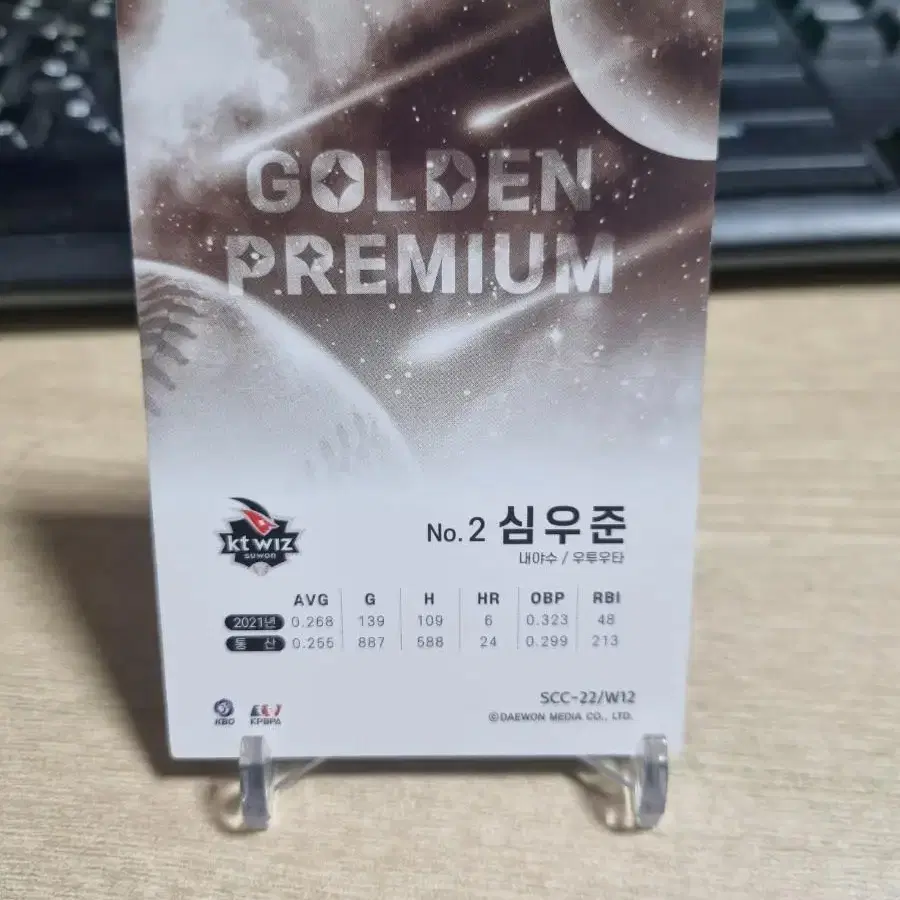 GOLDEN
PREMIUM
kt wiz
suwon
No. 2 심우준
내야수 / 우투우타
AVG G H HR OBP RBI
2021년 0.268 139 109 6 0.323 48
통 산 0.255 887 588 24 0.299 213
SCC-22/W12
KBO KPBPA
©DAEWON MEDIA CO., LTD.